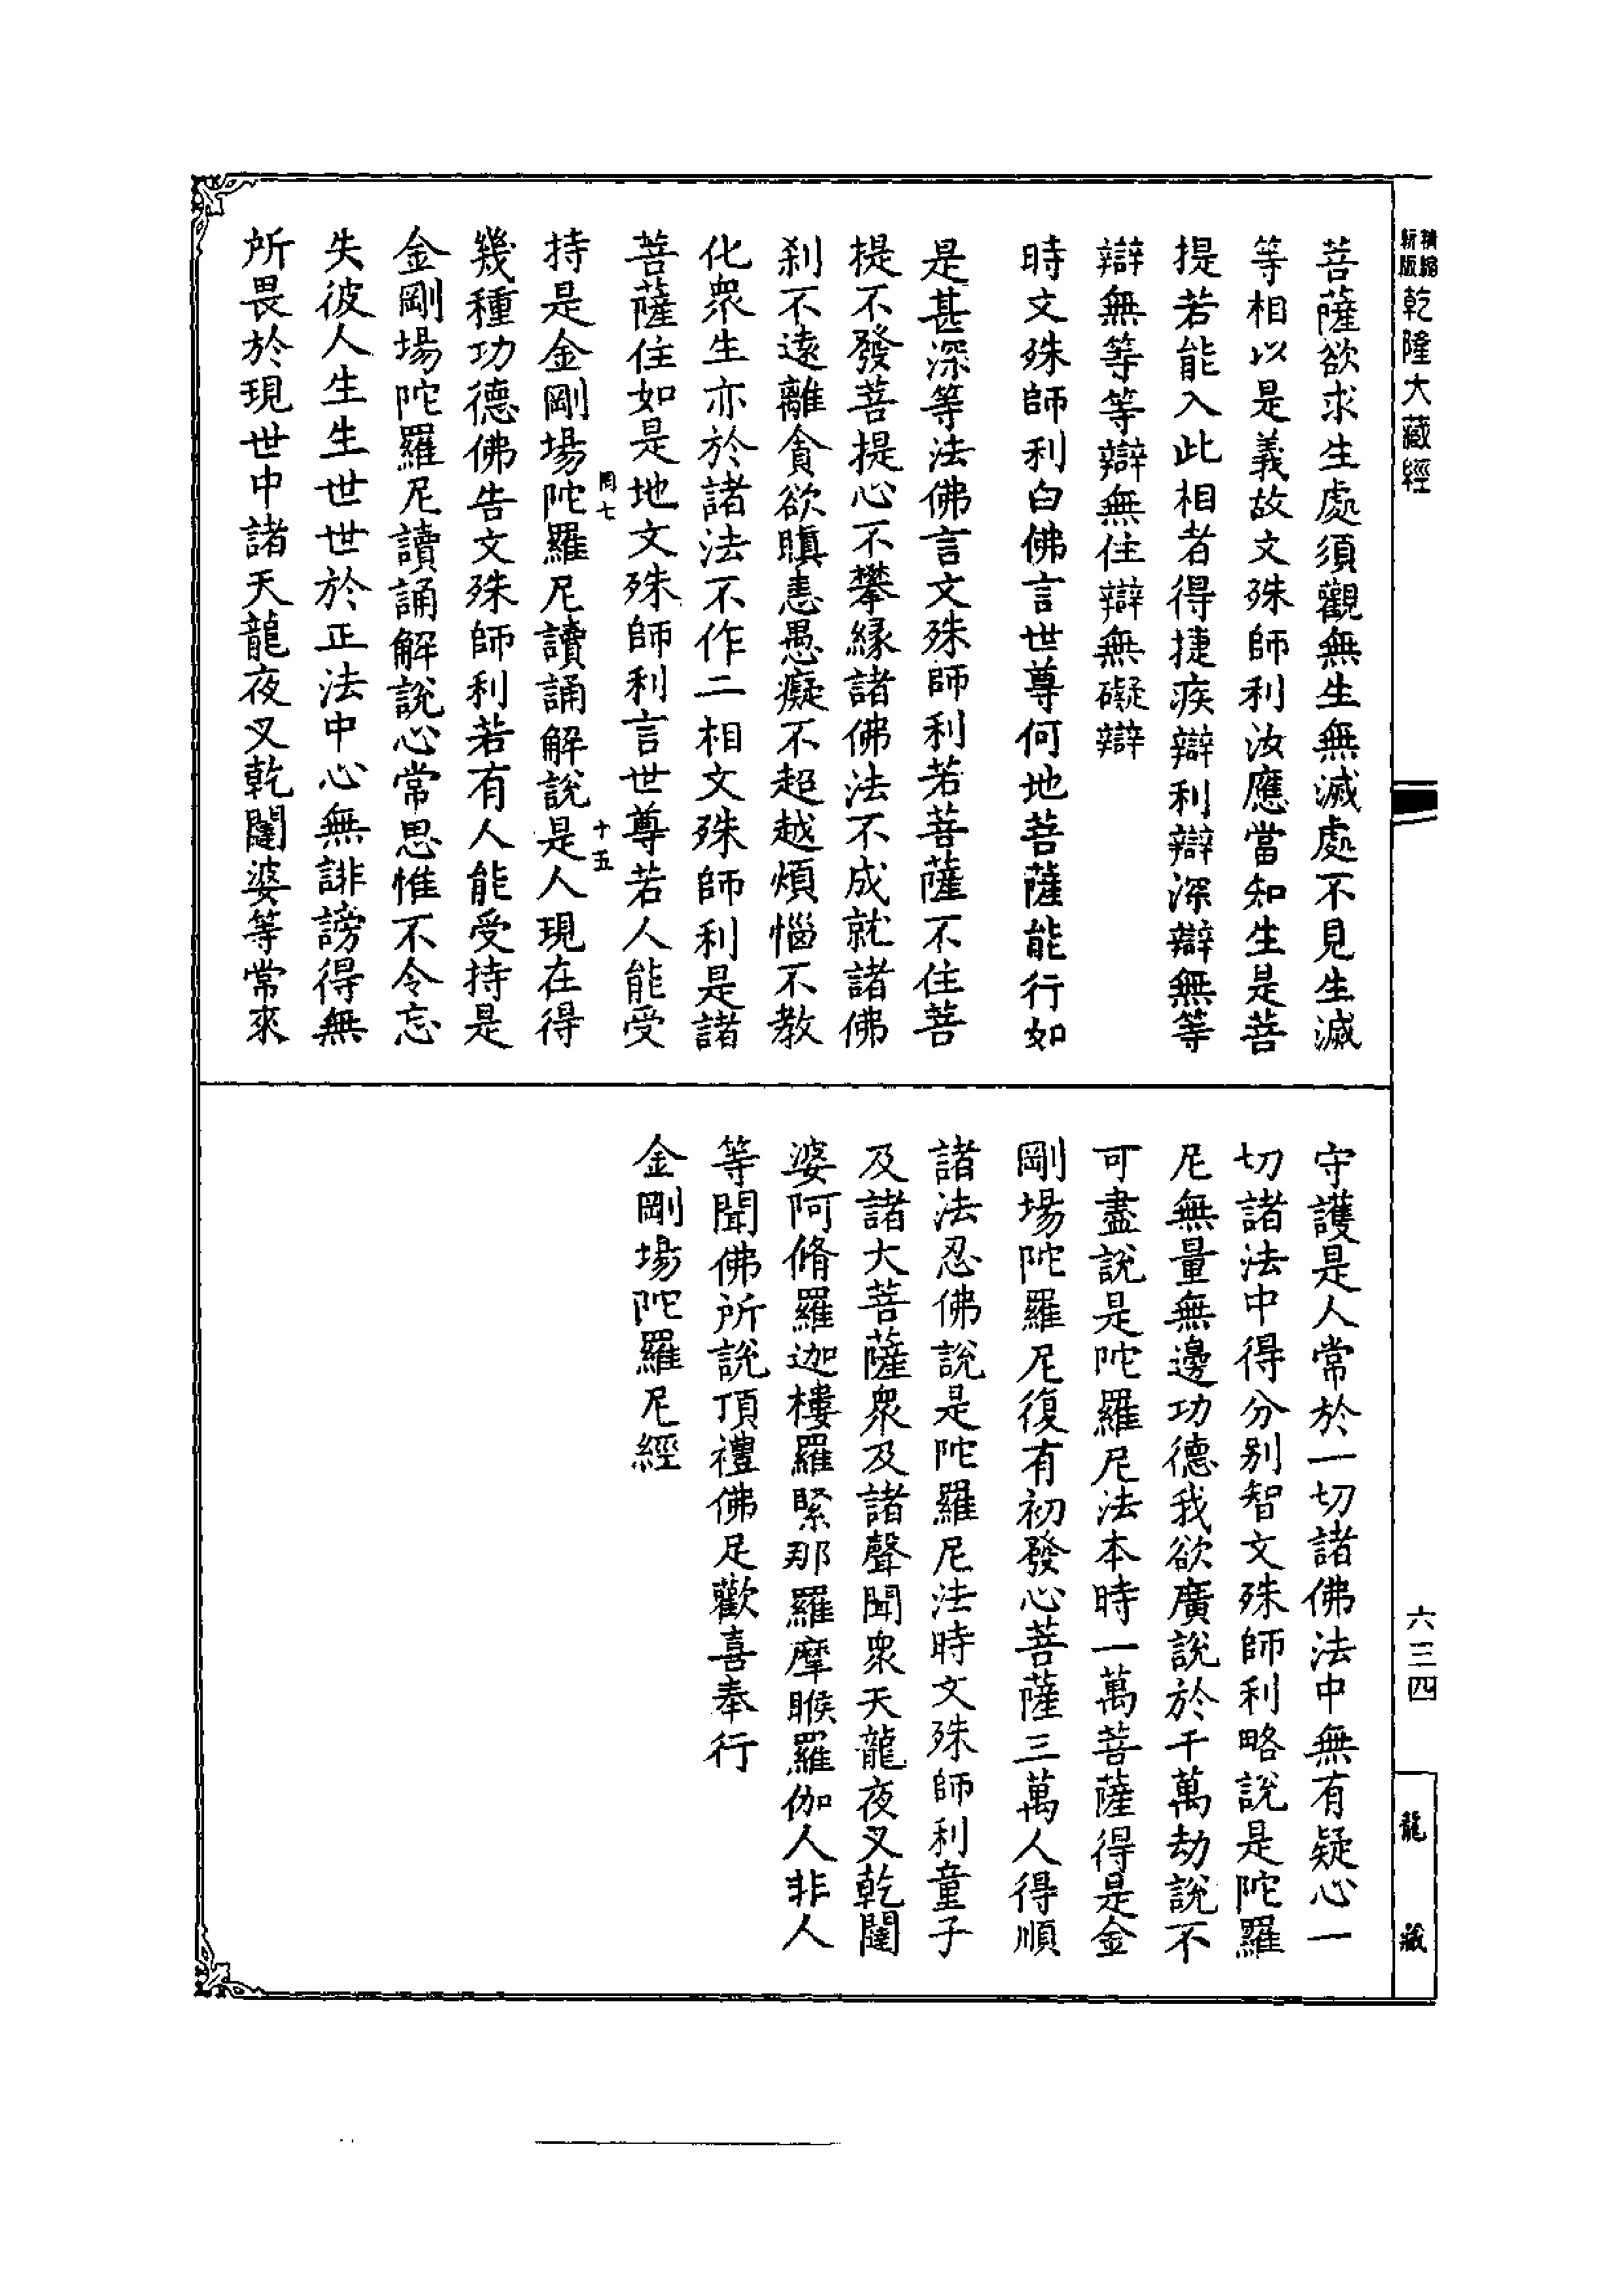 精縮
新版
乾隆大藏經
菩薩欲求生處須觀無生無滅處不見生滅
等相以是義故文殊師利汝應當知生是菩
提若能入此相者得捷疾辯利辯深辯無等
辯無等等辯無住辯無礙辯
時文殊師利白佛言世尊何地菩薩能行如
是甚深等法佛言文殊師利若菩薩不住菩
提不發菩提心不攀緣諸佛法不成就諸佛
剎不遠離貪欲瞋恚愚癡不超越煩惱不教
化眾生亦於諸法不作二相文殊師利是諸
菩薩住如是地文殊師利言世尊若人能受
十五
持是金剛場陀羅尼讀誦解說是人現在得
幾種功德佛告文殊師利若有人能受持是
金剛場陀羅尼讀誦解說心常思惟不令忘
失彼人生生世世於正法中心無誹謗得無
所畏於現世中諸天龍夜叉乾闥婆等常來
守護是人常於一切諸佛法中無有疑心一
切諸法中得分別智文殊師利略說是陀羅
尼無量無邊功德我欲廣說於千萬劫說不
可盡說是陀羅尼法本時一萬菩薩得是金
剛場陀羅尼復有初發心菩薩三萬人得順
諸法忍佛說是陀羅尼法時文殊師利童子
及諸大菩薩眾及諸聲聞眾天龍夜叉乾闥
婆阿脩羅迦樓羅緊那羅摩睺羅伽人非人
等聞佛所說頂禮佛足歡喜奉行
金剛場陀羅尼經
六三四
龍藏